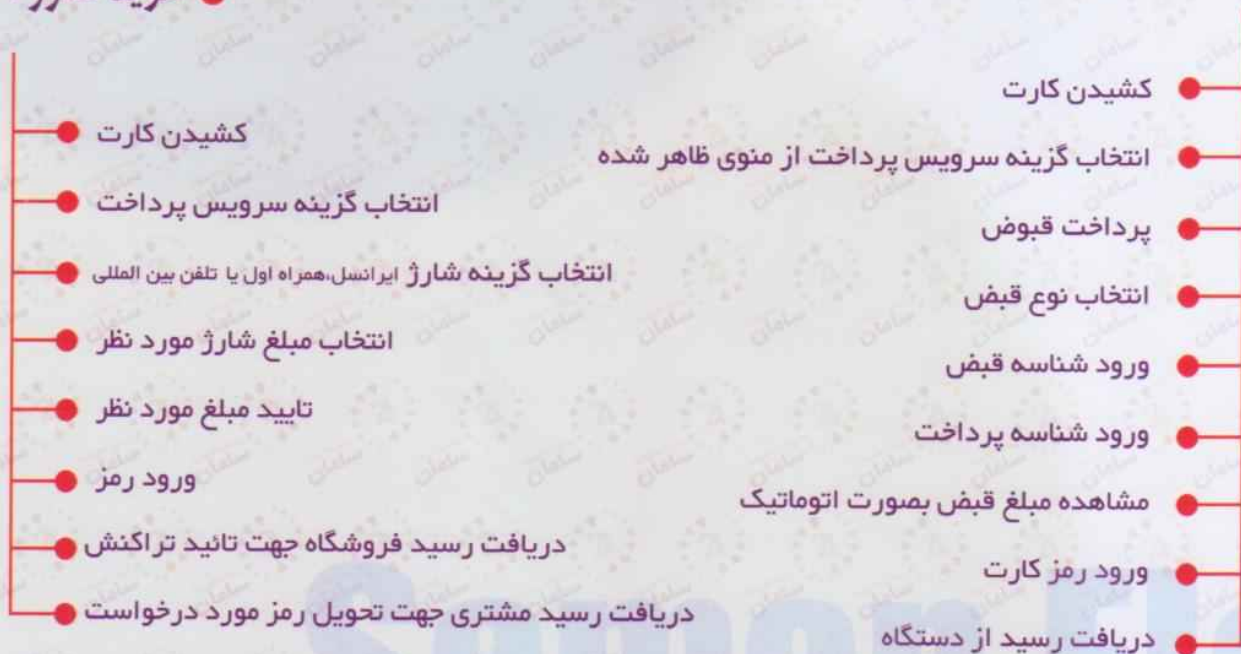 کشیدن کارت
انتخاب گزینه سرویس پرداخت از منوی ظاهر شده
پرداخت قبوض
انتخاب نوع قبض
ورود شناسه قبض
ورود شناسه پرداخت
مشاهده مبلغ قبض بصورت اتوماتیک
ورود رمز کارت
دریافت رسید از دستگاه
کشیدن کارت
انتخاب گزینه سرویس پرداخت
انتخاب گزینه شارژ ایرانسل،همراه اول یا تلفن بین المللی
انتخاب مبلغ شارژ مورد نظر
تایید مبلغ مورد نظر
ورود رمز
دریافت رسید فروشگاه جهت تائید تراکنش
دریافت رسید مشتری جهت تحویل رمز مورد درخواست